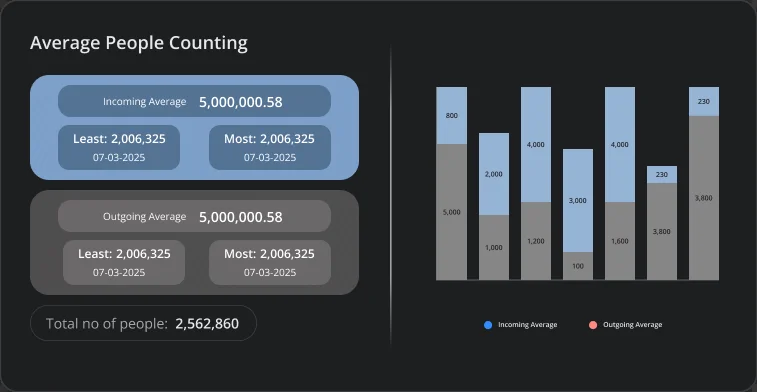 Average People Counting
Incoming Average 5,000,000.58
Least: 2,006,325 Most: 2,006,325
07-03-2025 07-03-2025
Outgoing Average 5,000,000.58
Least: 2,006,325 Most: 2,006,325
07-03-2025 07-03-2025
Total no of people: 2,562,860
800
5,000
2,000
1,000
4,000
1,200
3,000
100
4,000
1,600
230
3,800
230
3,800
Incoming Average Outgoing Average